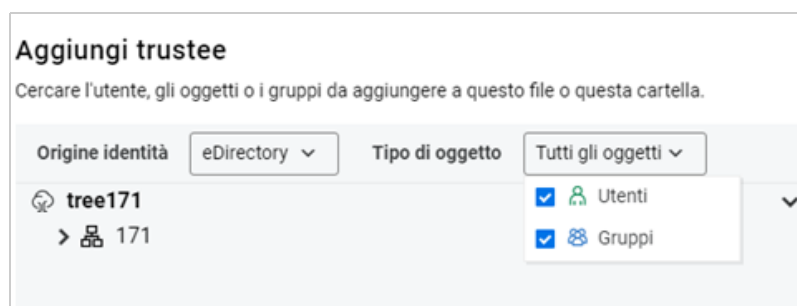 Aggiungi trustee
Cercare l'utente, gli oggetti o i gruppi da aggiungere a questo file o questa cartella.
Origine identità eDirectory Tipo di oggetto Tutti gli oggetti
tree171 Utenti
171 Gruppi